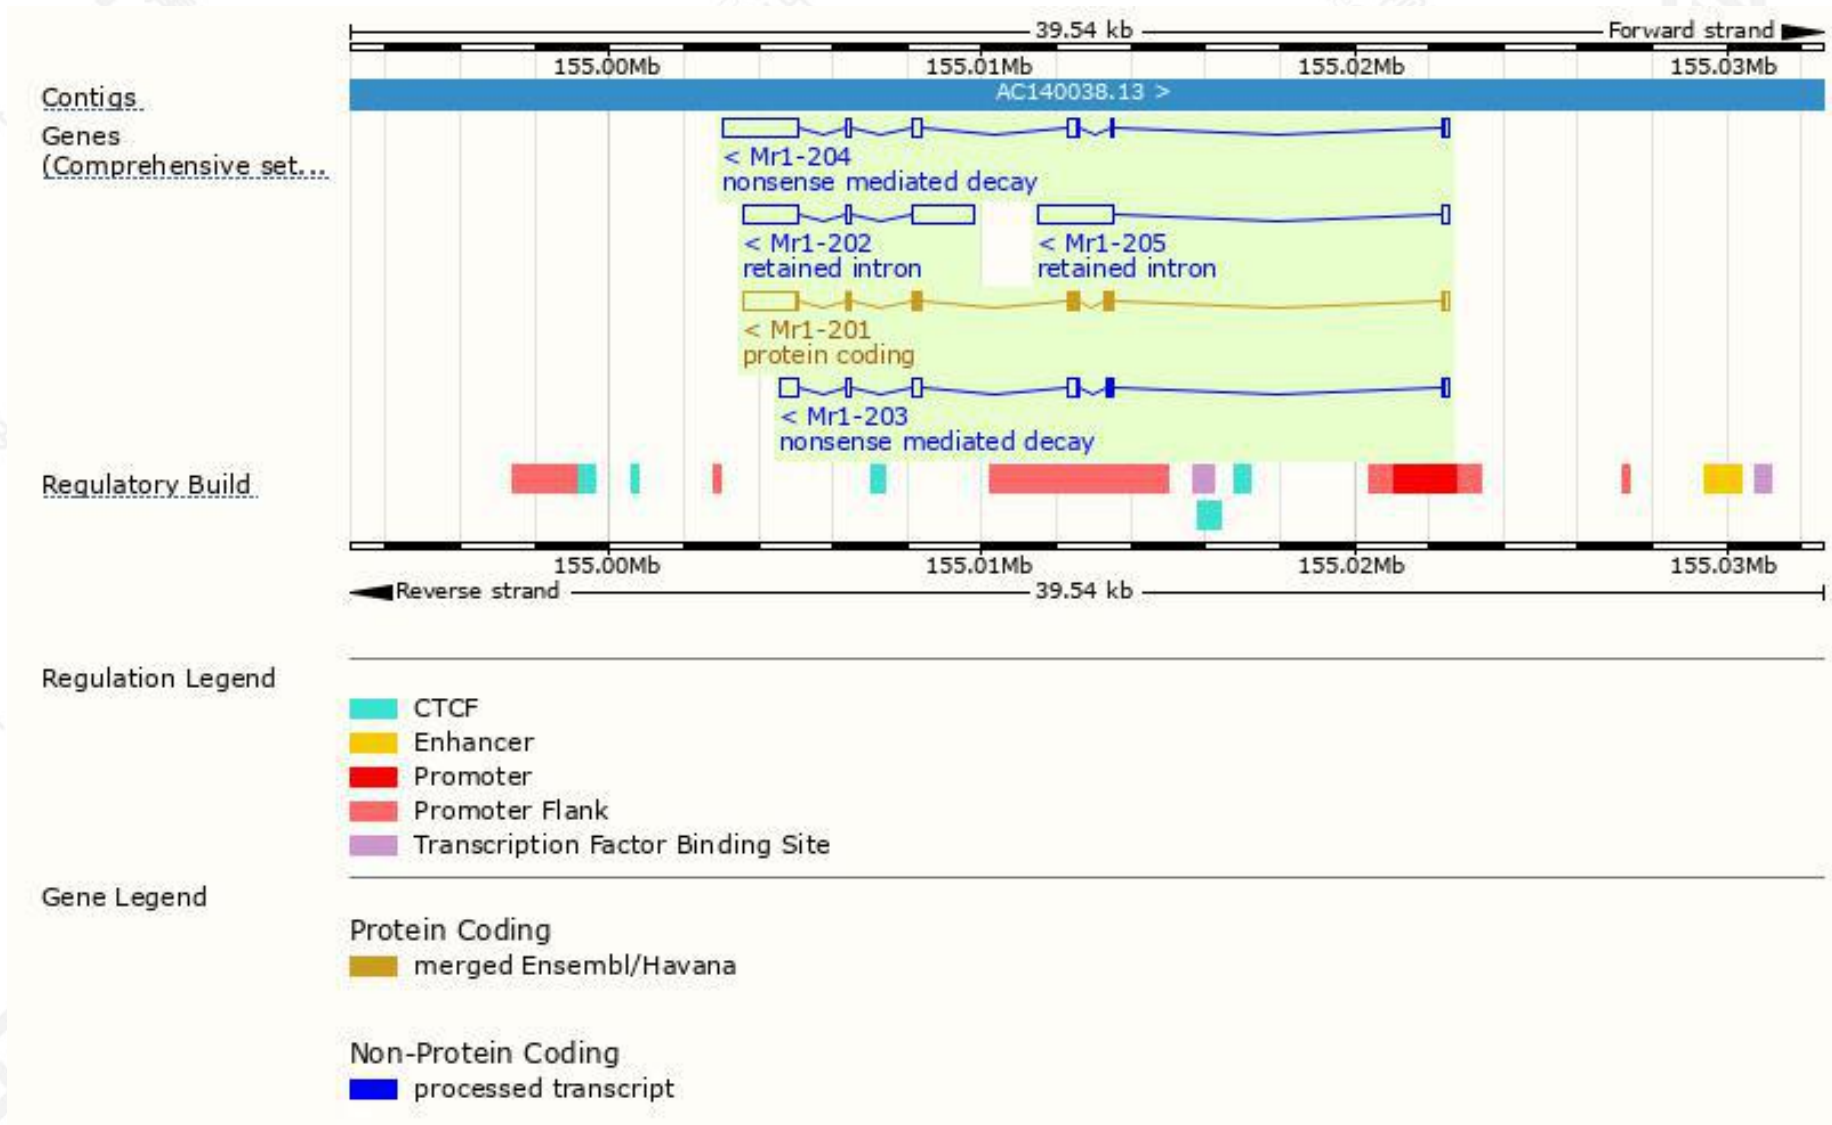 39.54 kb
Forward strand
155.00Mb 155.01Mb 155.02Mb 155.03Mb
Contigs
AC140038.13 >
Genes
(Comprehensive set...
< Mr1-204
nonsense mediated decay
< Mr1-202 < Mr1-205
retained intron retained intron
< Mr1-201
protein coding
< Mr1-203
nonsense mediated decay
Regulatory Build
155.00Mb 155.01Mb 155.02Mb 155.03Mb
Reverse strand 39.54 kb
Regulation Legend
CTCF
Enhancer
Promoter
Promoter Flank
Transcription Factor Binding Site
Gene Legend
Protein Coding
merged Ensembl/Havana
Non-Protein Coding
processed transcript